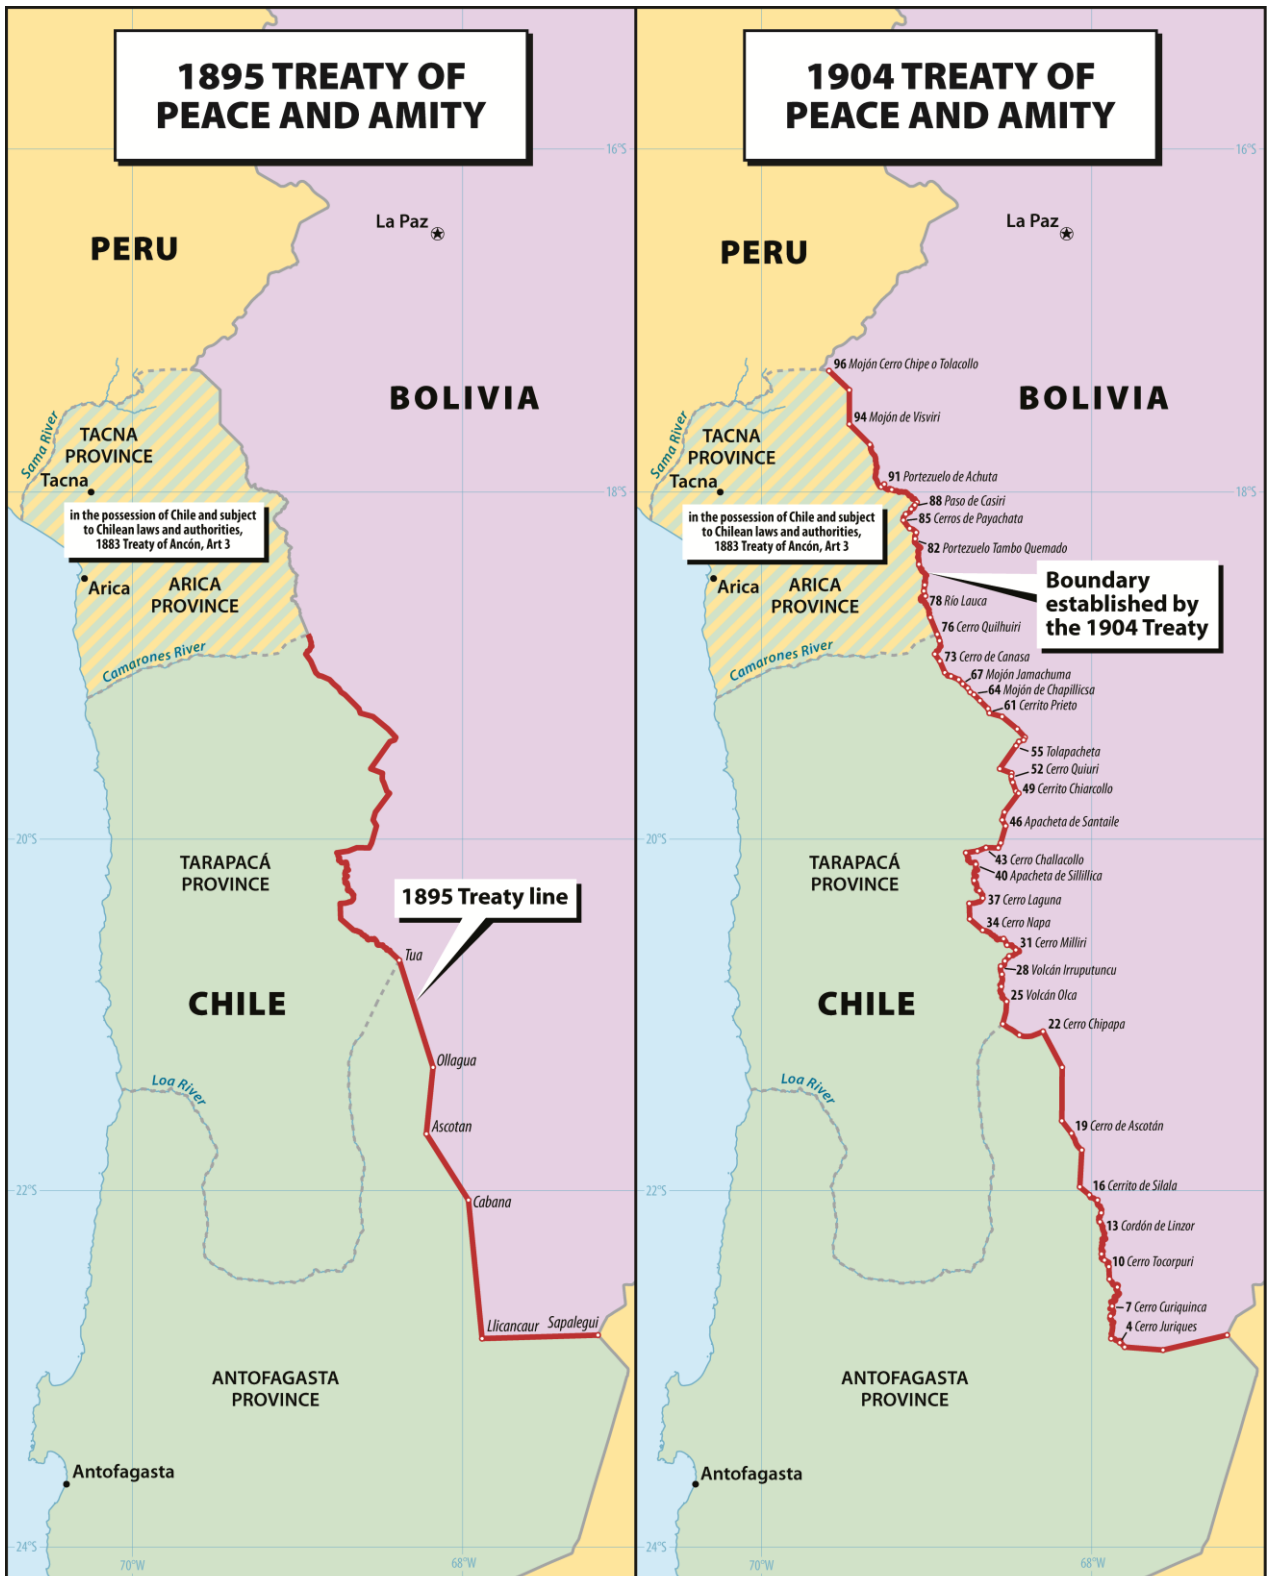 1895 TREATY OF
PEACE AND AMITY
16°S
La Paz
PERU
BOLIVIA
Sama River
TACNA
PROVINCE
Tacna
18°S
in the possession of Chile and subject
to Chilean laws and authorities,
1883 Treaty of Ancón, Art 3
Arica
ARICA
PROVINCE
Camarones River
20°S
TARAPACÁ
PROVINCE
1895 Treaty line
Tua
CHILE
Ollagua
Loa River
Ascotan
22°S
Cabana
Llicancaur
Sapalegui
ANTOFAGASTA
PROVINCE
Antofagasta
24°S
70°W
68°W
1904 TREATY OF
PEACE AND AMITY
16°S
La Paz
PERU
96 Mojón Cerro Chipe o Tolacollo
BOLIVIA
94 Mojón de Visviri
Sama River
TACNA
PROVINCE
Tacna
91 Portezuelo de Achuta
18°S
88 Paso de Casiri
85 Cerros de Payachata
in the possession of Chile and subject
to Chilean laws and authorities,
1883 Treaty of Ancón, Art 3
82 Portezuelo Tambo Quemado
Arica
ARICA
PROVINCE
Boundary
established by
the 1904 Treaty
78 Río Lauca
76 Cerro Quilhuiri
Camarones River
73 Cerro de Canasa
67 Mojón Jamachuma
64 Mojón de Chapillicsa
61 Cerrito Prieto
55 Tolapacheta
52 Cerro Quiuri
49 Cerrito Chiarcollo
46 Apacheta de Santaile
20°S
43 Cerro Challacollo
40 Apacheta de Sillillica
TARAPACÁ
PROVINCE
37 Cerro Laguna
34 Cerro Napa
31 Cerro Milliri
28 Volcán Irruputuncu
25 Volcán Olca
CHILE
22 Cerro Chipapa
Loa River
19 Cerro de Ascotán
16 Cerrito de Silala
22°S
13 Cordón de Linzor
10 Cerro Tocorpuri
7 Cerro Curiquinca
4 Cerro Juriques
ANTOFAGASTA
PROVINCE
Antofagasta
24°S
70°W
68°W